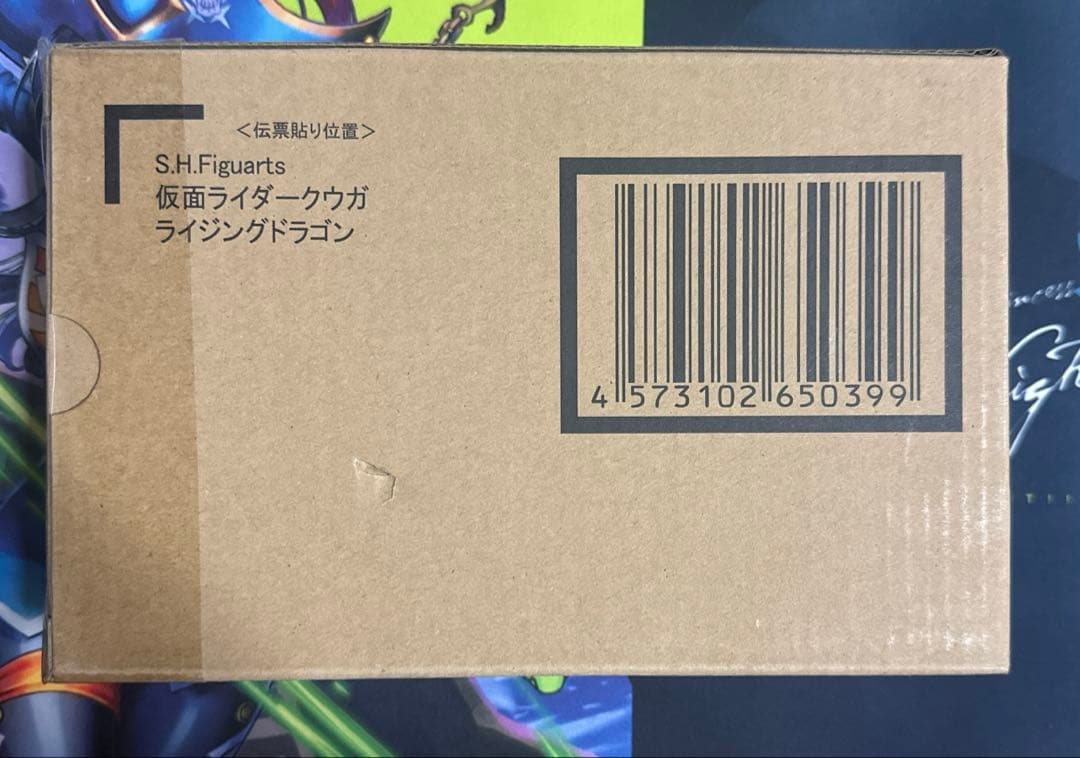 ＜伝票貼り位置＞
S.H.Figuarts
仮面ライダークウガ
ライジングドラゴン
4 573102 650399